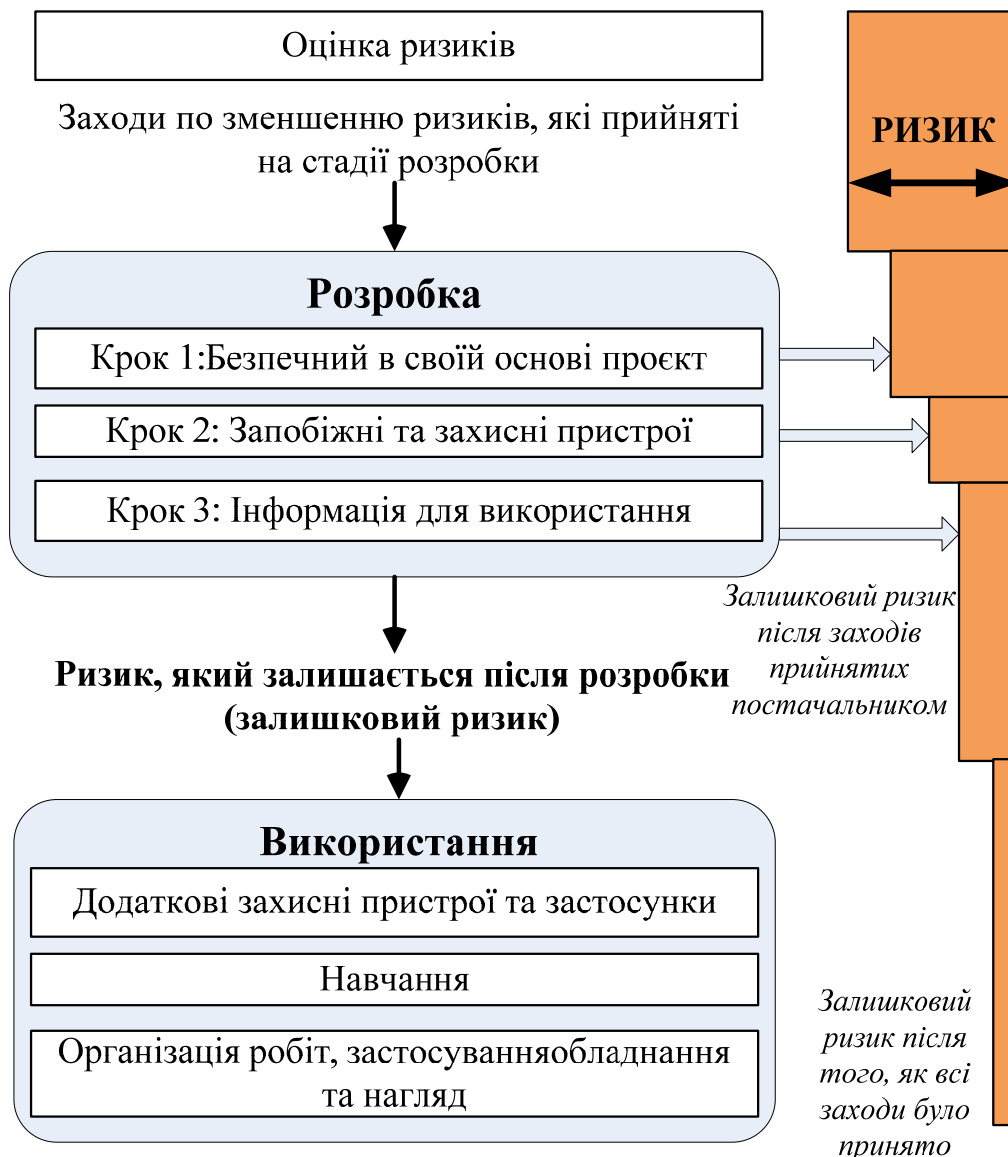 Оцінка ризиків
Заходи по зменшенню ризиків, які прийняті
на стадії розробки
РИЗИК
Розробка
Крок 1:Безпечний в своїй основі проєкт
Крок 2: Запобіжні та захисні пристрої
Крок 3: Інформація для використання
Залишковий ризик
після заходів
прийнятих
постачальником
Ризик, який залишається після розробки
(залишковий ризик)
Використання
Додаткові захисні пристрої та застосунки
Навчання
Організація робіт, застосуванняобладнання
та нагляд
Залишковий
ризик після
того, як всі
заходи було
принято